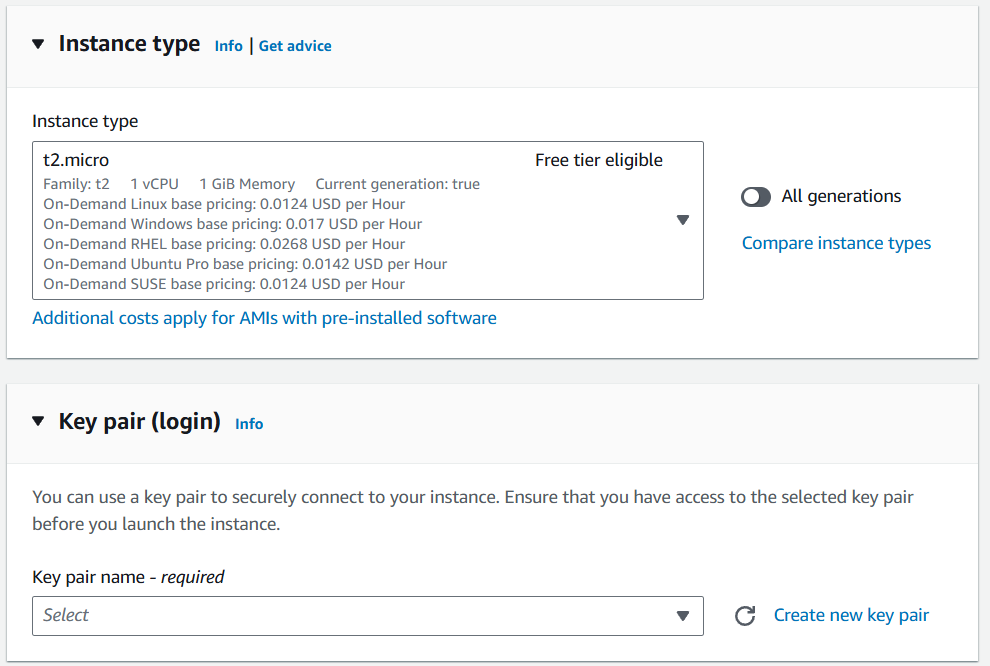 Instance type Info | Get advice
Instance type
t2.micro Free tier eligible
Family: t2 1 vCPU 1 GiB Memory Current generation: true
On-Demand Linux base pricing: 0.0124 USD per Hour
On-Demand Windows base pricing: 0.017 USD per Hour
On-Demand RHEL base pricing: 0.0268 USD per Hour
On-Demand Ubuntu Pro base pricing: 0.0142 USD per Hour
On-Demand SUSE base pricing: 0.0124 USD per Hour
All generations
Compare instance types
Additional costs apply for AMIs with pre-installed software
Key pair (login) Info
You can use a key pair to securely connect to your instance. Ensure that you have access to the selected key pair
before you launch the instance.
Key pair name - required
Select
Create new key pair